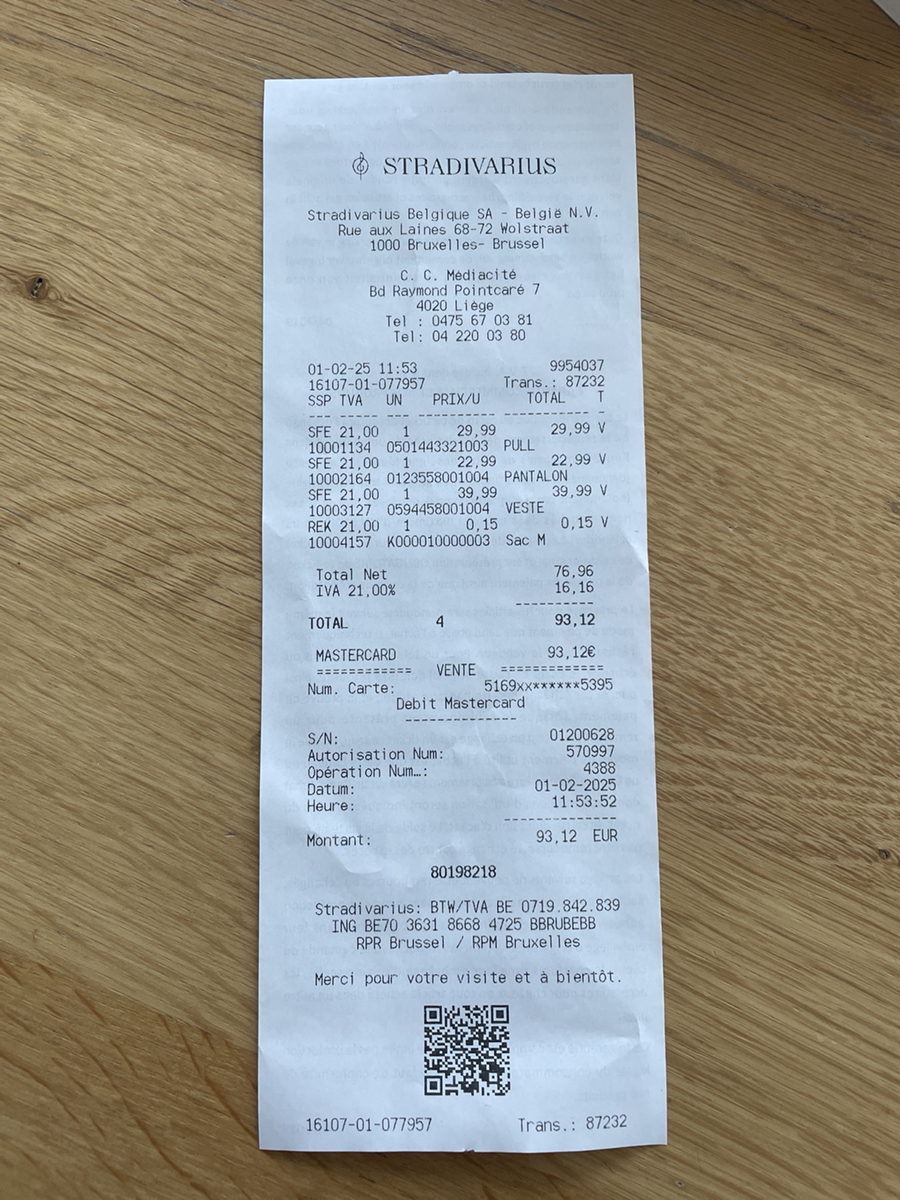 STRADIVARIUS
Stradivarius Belgique SA - België N.V.
Rue aux Laines 68-72 Wolstraat
1000 Bruxelles- Brussel
C. C. Médiacité
Bd Raymond Pointcaré 7
4020 Liège
Tel : 0475 67 03 81
Tel: 04 220 03 80
01-02-25 11:53 9954037
16107-01-077957 Trans.: 87232
SSP TVA UN PRIX/U TOTAL T
--- ---- --- ---------- ----------- -
SFE 21,00 1 29,99 29,99 V
10001134 0501443321003 PULL
SFE 21,00 1 22,99 22,99 V
10002164 0123558001004 PANTALON
SFE 21,00 1 39,99 39,99 V
10003127 0594458001004 VESTE
REK 21,00 1 0,15 0,15 V
10004157 K000010000003 Sac M
Total Net 76,96
IVA 21,00% 16,16
----------
TOTAL 4 93,12
MASTERCARD 93,12€
============ VENTE =============
Num. Carte: 5169xx******5395
Debit Mastercard
--------------
S/N: 01200628
Autorisation Num: 570997
Opération Num…: 4388
Datum: 01-02-2025
Heure: 11:53:52
--------------
Montant: 93,12 EUR
80198218
Stradivarius: BTW/TVA BE 0719.842.839
ING BE70 3631 8668 4725 BBRUBEBB
RPR Brussel / RPM Bruxelles
Merci pour votre visite et à bientôt.
16107-01-077957 Trans.: 87232